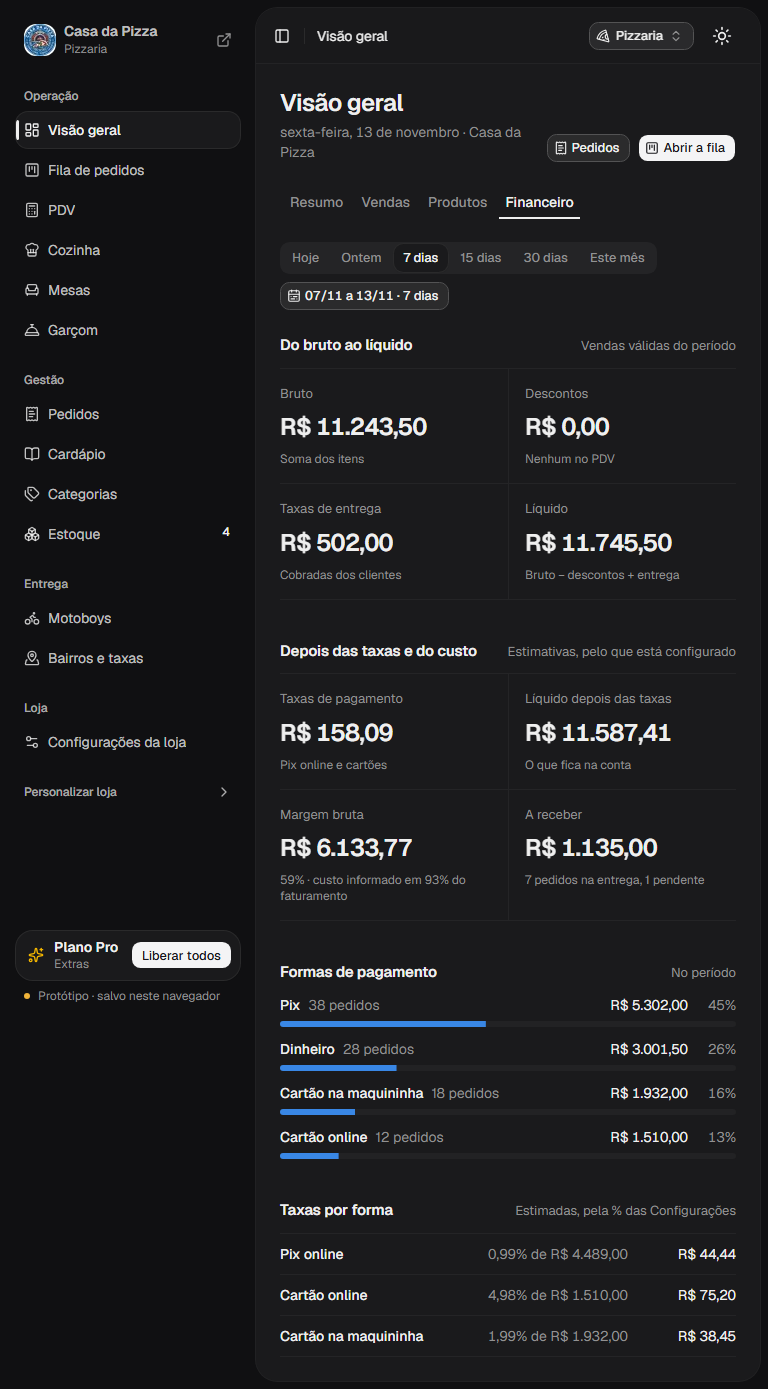 Casa da Pizza
Pizzaria
Operação
Visão geral
Fila de pedidos
PDV
Cozinha
Mesas
Garçom
Gestão
Pedidos
Cardápio
Categorias
Estoque 4
Entrega
Motoboys
Bairros e taxas
Loja
Configurações da loja
Personalizar loja
Plano Pro
Extras
Liberar todos
Protótipo · salvo neste navegador
Visão geral
Pizzaria
Visão geral
sexta-feira, 13 de novembro · Casa da
Pizza
Pedidos
Abrir a fila
Resumo Vendas Produtos Financeiro
Hoje Ontem 7 dias 15 dias 30 dias Este mês
07/11 a 13/11 · 7 dias
Do bruto ao líquido Vendas válidas do período
Bruto
R$ 11.243,50
Soma dos itens
Descontos
R$ 0,00
Nenhum no PDV
Taxas de entrega
R$ 502,00
Cobradas dos clientes
Líquido
R$ 11.745,50
Bruto − descontos + entrega
Depois das taxas e do custo Estimativas, pelo que está configurado
Taxas de pagamento
R$ 158,09
Pix online e cartões
Líquido depois das taxas
R$ 11.587,41
O que fica na conta
Margem bruta
R$ 6.133,77
59% · custo informado em 93% do
faturamento
A receber
R$ 1.135,00
7 pedidos na entrega, 1 pendente
Formas de pagamento No período
Pix 38 pedidos R$ 5.302,00 45%
Dinheiro 28 pedidos R$ 3.001,50 26%
Cartão na maquininha 18 pedidos R$ 1.932,00 16%
Cartão online 12 pedidos R$ 1.510,00 13%
Taxas por forma Estimadas, pela % das Configurações
Pix online 0,99% de R$ 4.489,00 R$ 44,44
Cartão online 4,98% de R$ 1.510,00 R$ 75,20
Cartão na maquininha 1,99% de R$ 1.932,00 R$ 38,45